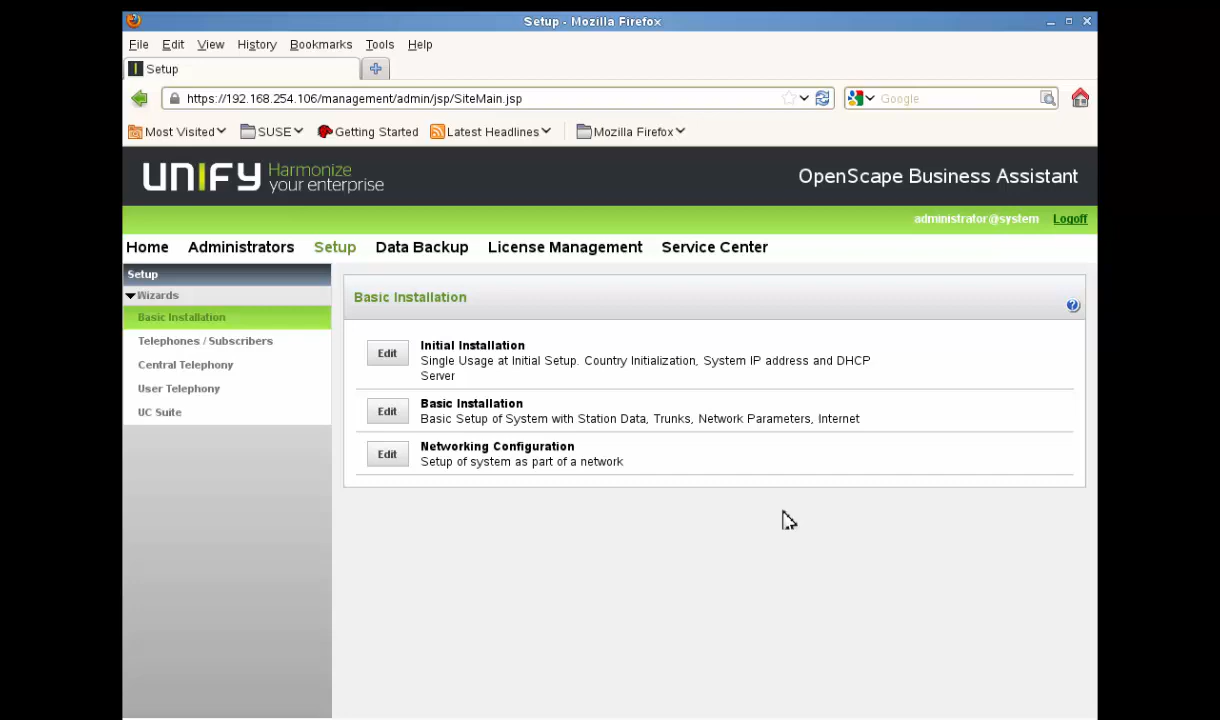 Setup - Mozilla Firefox
File Edit View History Bookmarks Tools Help
Setup
https://192.168.254.106/management/admin/jsp/SiteMain.jsp
Google
Most Visited SUSE Getting Started Latest Headlines Mozilla Firefox
UNIFY Harmonize your enterprise
OpenScape Business Assistant
administrator@system Logoff
Home Administrators Setup Data Backup License Management Service Center
Setup
Wizards
Basic Installation
Telephones / Subscribers
Central Telephony
User Telephony
UC Suite
Basic Installation
?
Edit
Initial Installation
Single Usage at Initial Setup. Country Initialization, System IP address and DHCP
Server
Edit
Basic Installation
Basic Setup of System with Station Data, Trunks, Network Parameters, Internet
Edit
Networking Configuration
Setup of system as part of a network